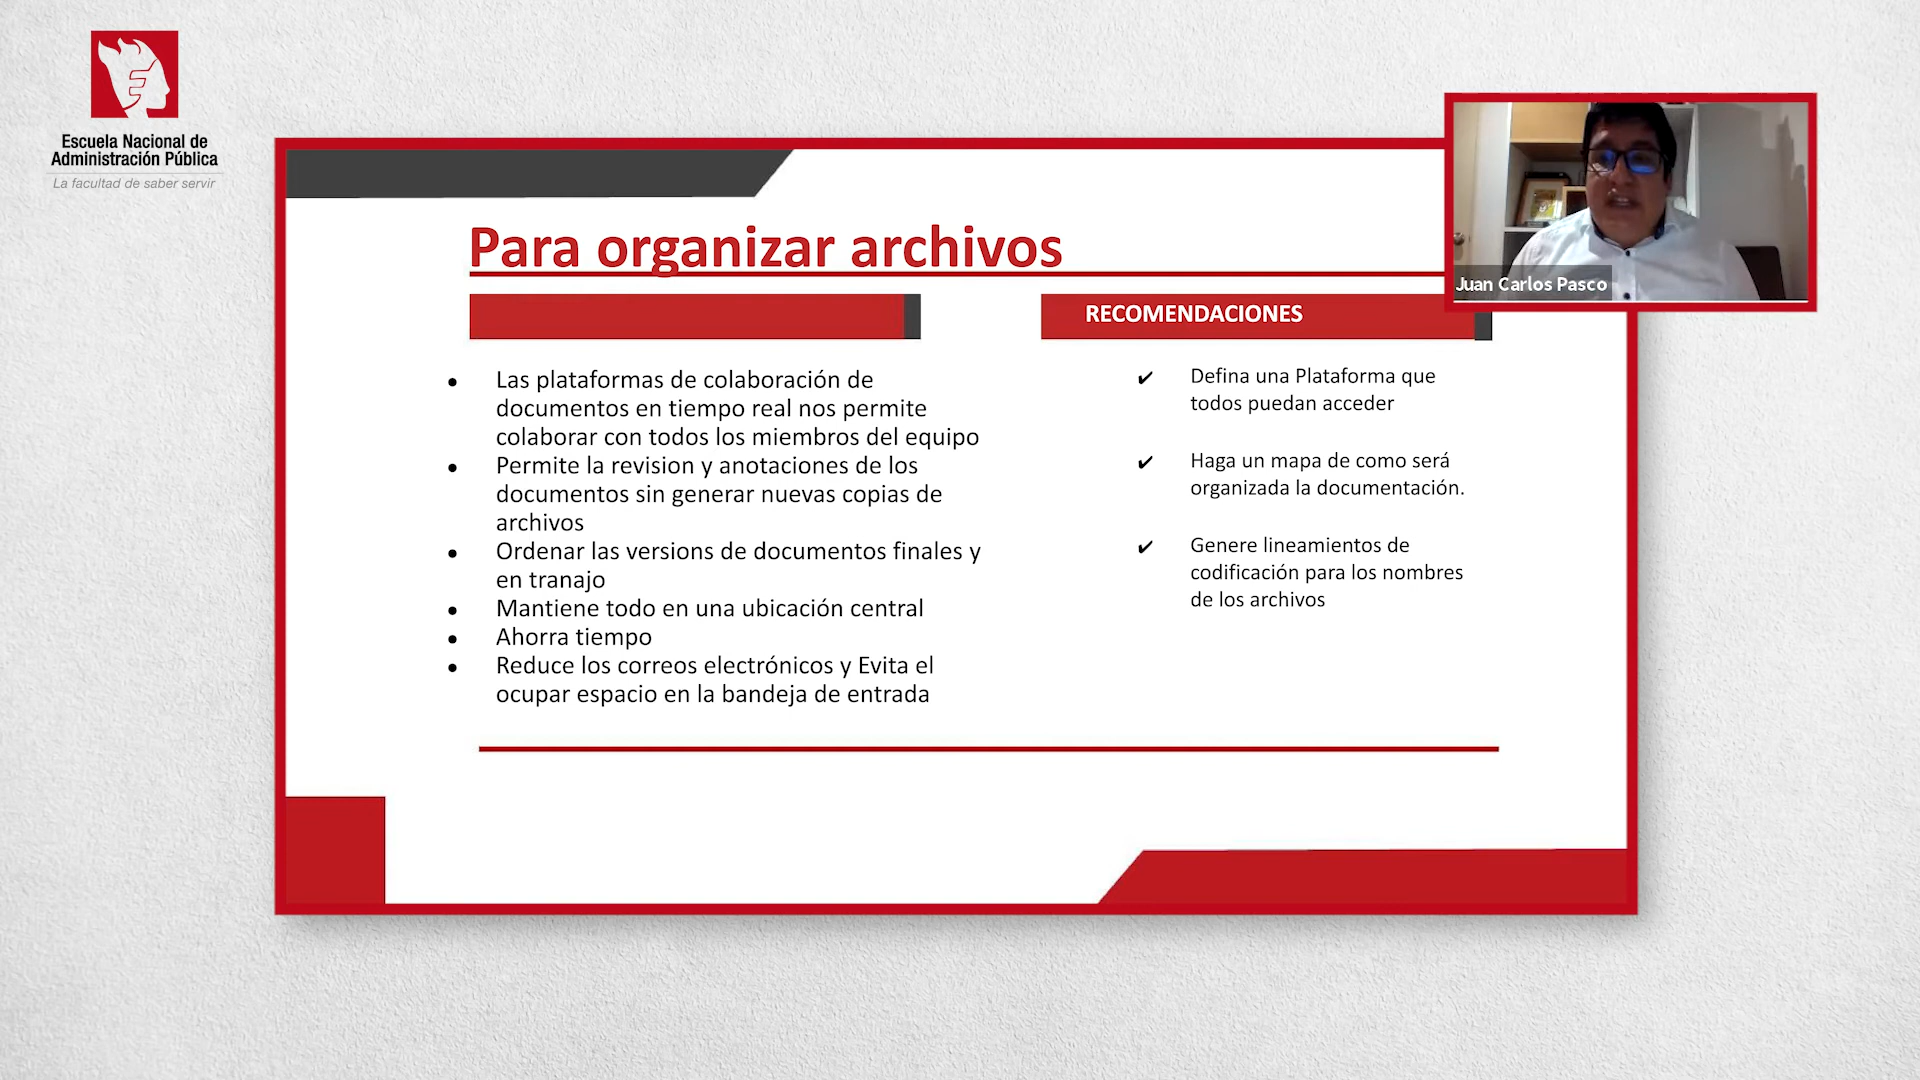 Escuela Nacional de
Administración Pública
La facultad de saber servir
Para organizar archivos
Juan Carlos Pasco
RECOMENDACIONES
Las plataformas de colaboración de
documentos en tiempo real nos permite
colaborar con todos los miembros del equipo
Permite la revision y anotaciones de los
documentos sin generar nuevas copias de
archivos
Ordenar las versions de documentos finales y
en tranajo
Mantiene todo en una ubicación central
Ahorra tiempo
Reduce los correos electrónicos y Evita el
ocupar espacio en la bandeja de entrada
✔ Defina una Plataforma que
todos puedan acceder
✔ Haga un mapa de como será
organizada la documentación.
✔ Genere lineamientos de
codificación para los nombres
de los archivos